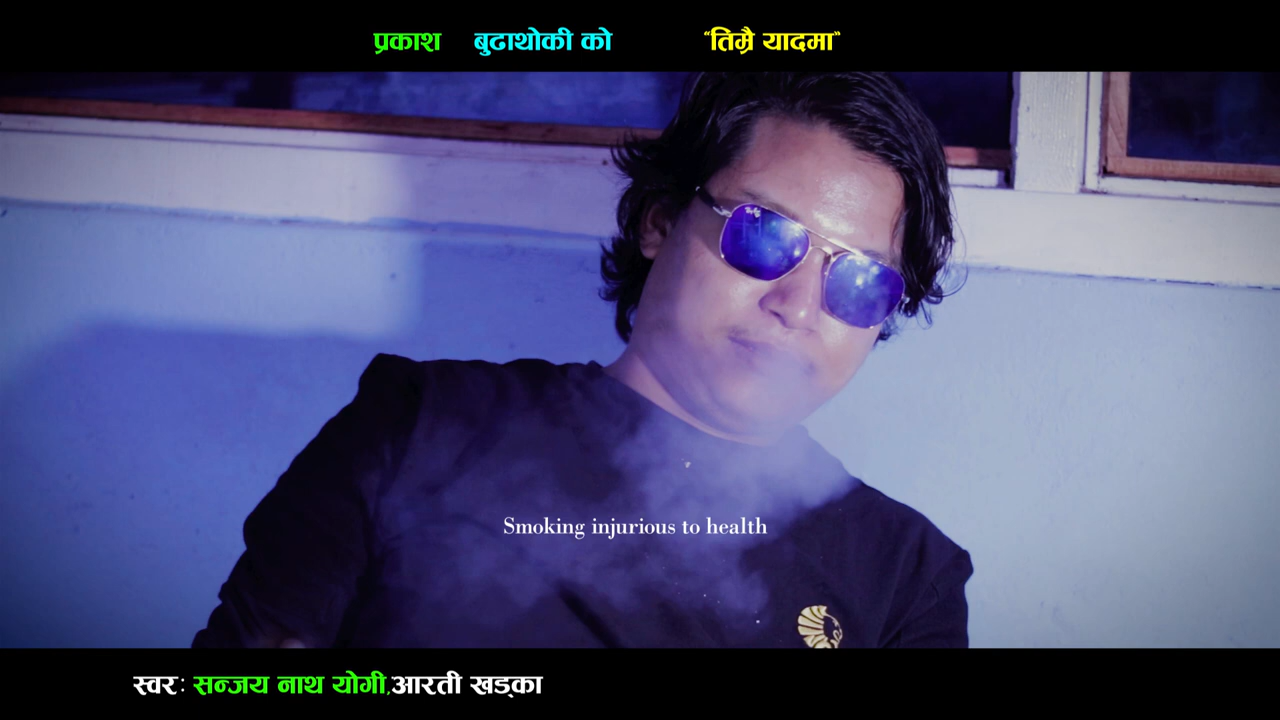 प्रकाश बुढाथोकी को "तिम्रै यादमा"
Smoking injurious to health
स्वर: सन्जय नाथ योगी,आरती खड्का